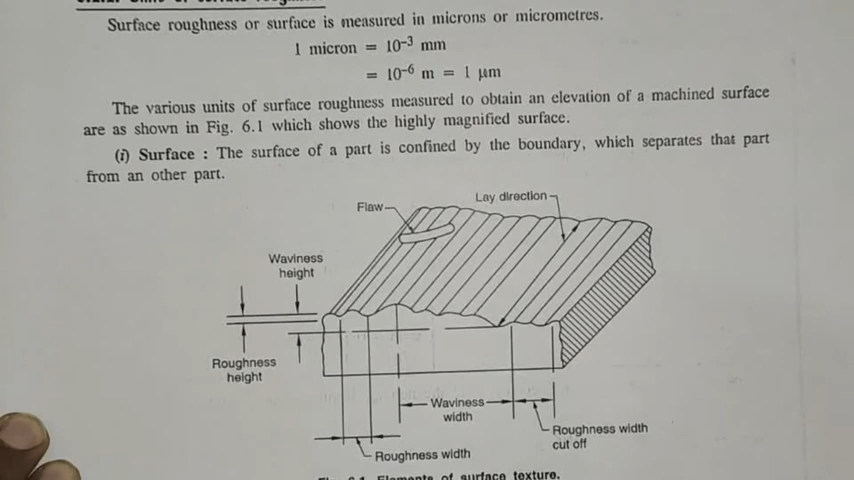 Surface roughness or surface is measured in microns or micrometres.
1 micron = 10⁻³ mm
= 10⁻⁶ m = 1 μm
The various units of surface roughness measured to obtain an elevation of a machined surface
are as shown in Fig. 6.1 which shows the highly magnified surface.
(i) Surface : The surface of a part is confined by the boundary, which separates that part
from an other part.
Lay direction
Flaw
Waviness
height
Roughness
height
Waviness
width
Roughness width
cut off
Roughness width
Elements of surface texture.